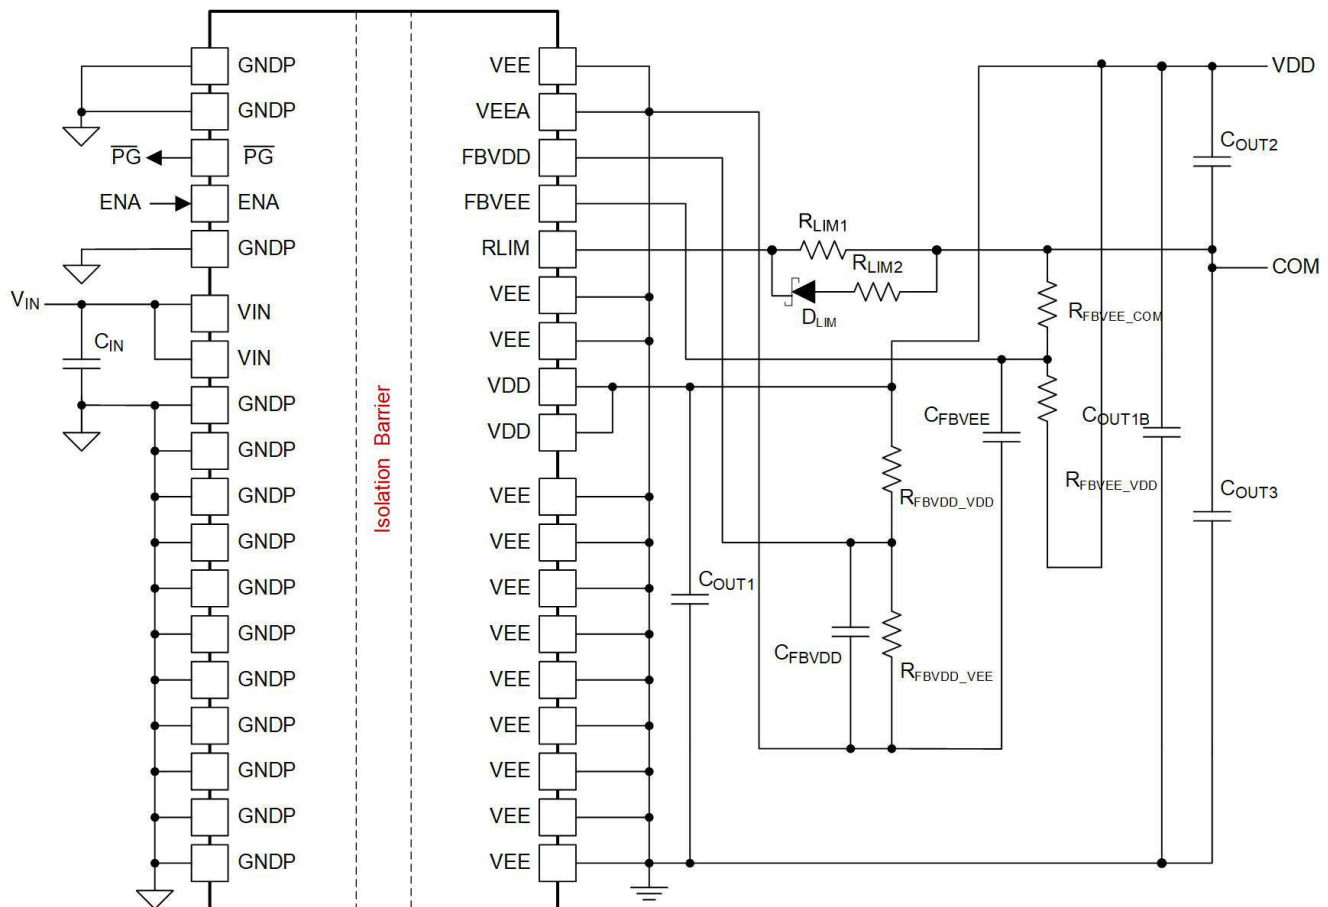 GNDP
VEE
VDD
GNDP
VEEA
COUT2
PG
PG
FBVDD
ENA
ENA
FBVEE
RLIM1
GNDP
RLIM
RLIM2
COM
VIN
VIN
VEE
DLIM
RFBVEE_COM
CIN
VIN
VEE
GNDP
VDD
CFBVEE
COUT1B
GNDP
VDD
RFBVEE_VDD
Isolation Barrier
GNDP
VEE
RFBVDD_VDD
COUT3
GNDP
VEE
GNDP
VEE
COUT1
GNDP
VEE
CFBVDD
RFBVDD_VEE
GNDP
VEE
GNDP
VEE
GNDP
VEE
GNDP
VEE
GNDP
VEE